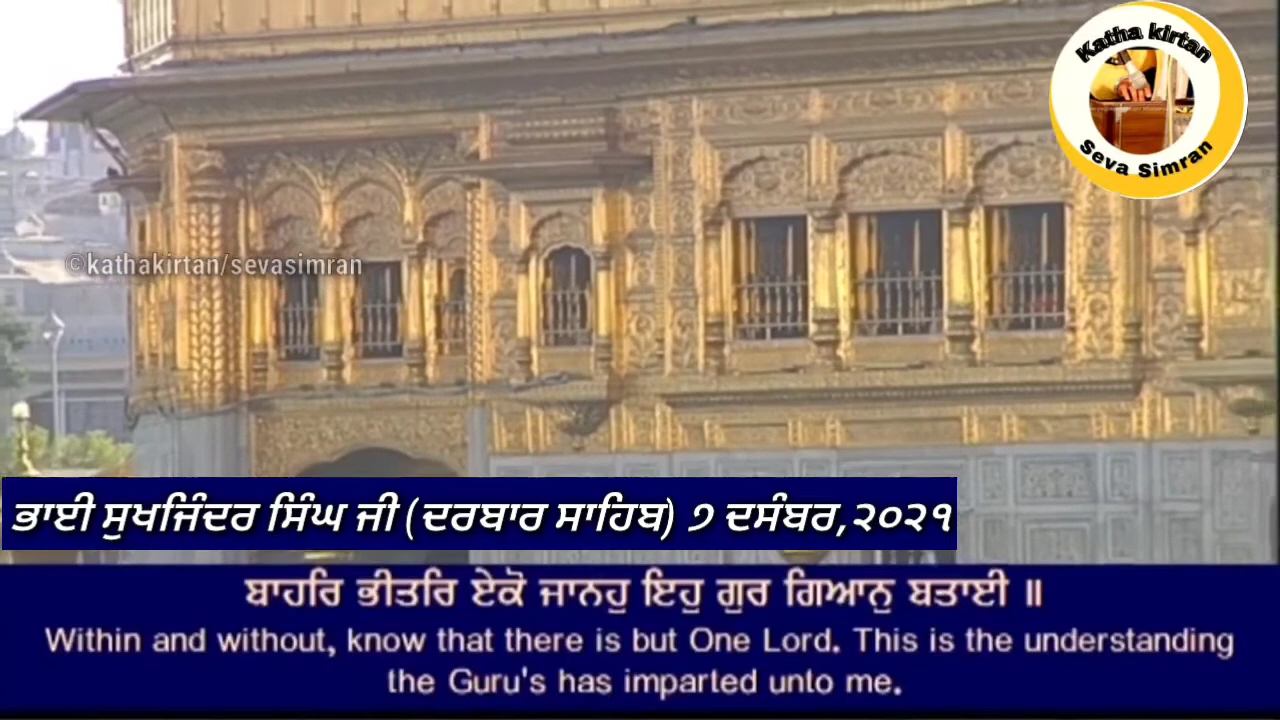 Katha kirtan
Seva Simran
©kathakirtan/sevasimran
ਭਾਈ ਸੁਖਜਿੰਦਰ ਸਿੰਘ ਜੀ (ਦਰਬਾਰ ਸਾਹਿਬ) ੭ ਦਸੰਬਰ,੨੦੨੧
ਬਾਹਰਿ ਭੀਤਰਿ ਏਕੋ ਜਾਨਹੁ ਇਹੁ ਗੁਰ ਗਿਆਨੁ ਬਤਾਈ ॥
Within and without, know that there is but One Lord. This is the understanding
the Guru's has imparted unto me.